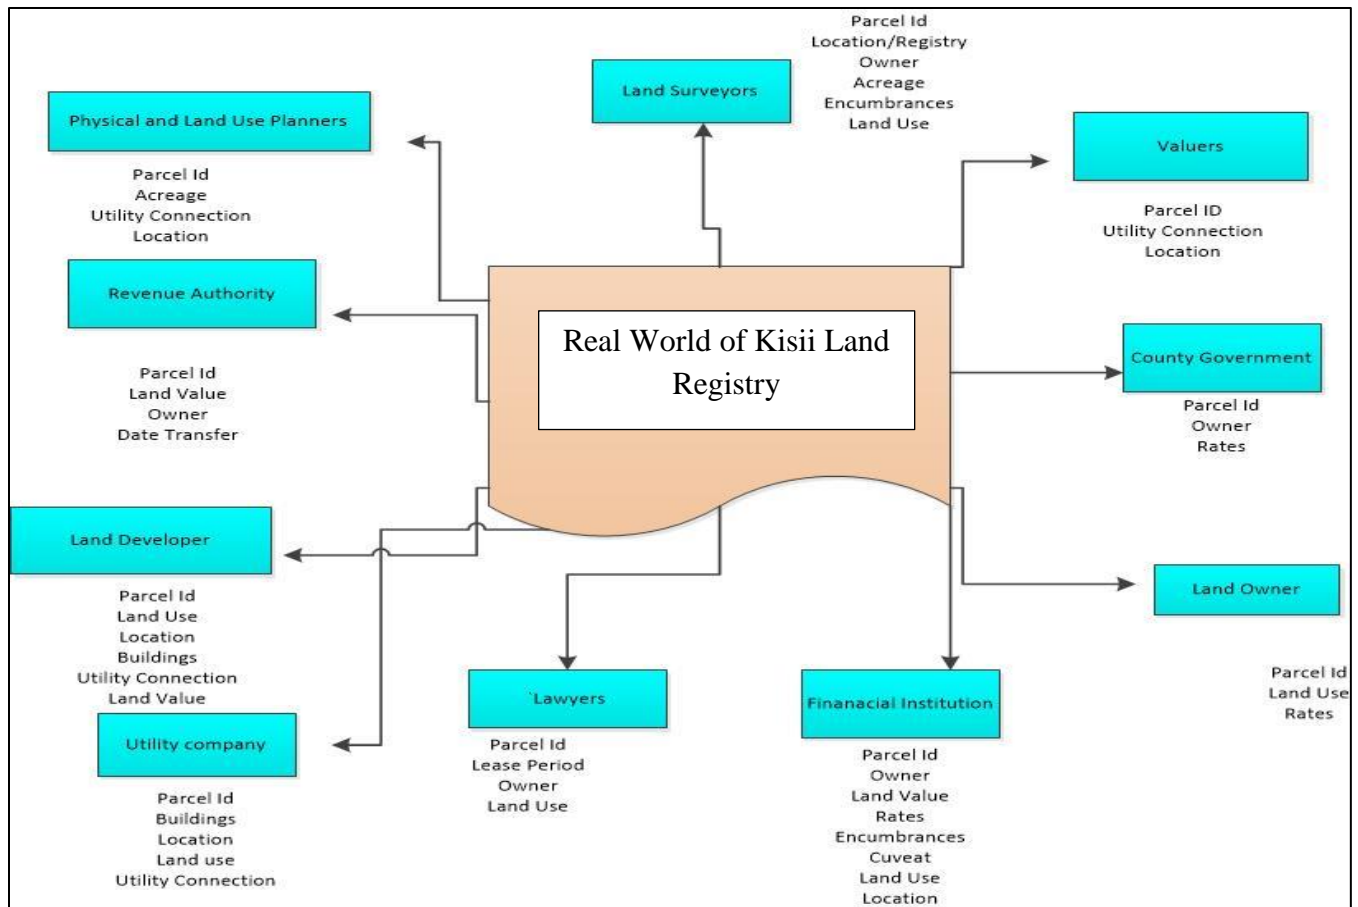 Parcel Id
Location/Registry
Owner
Acreage
Encumbrances
Land Use
Land Surveyors
Physical and Land Use Planners
Parcel Id
Acreage
Utility Connection
Location
Valuers
Parcel ID
Utility Connection
Location
Revenue Authority
Parcel Id
Land Value
Owner
Date Transfer
Real World of Kisii Land
Registry
County Government
Parcel Id
Owner
Rates
Land Developer
Parcel Id
Land Use
Location
Buildings
Utility Connection
Land Value
Land Owner
Parcel Id
Land Use
Rates
Utility company
Parcel Id
Buildings
Location
Land use
Utility Connection
`Lawyers
Parcel Id
Lease Period
Owner
Land Use
Finanacial Institution
Parcel Id
Owner
Land Value
Rates
Encumbrances
Cuveat
Land Use
Location